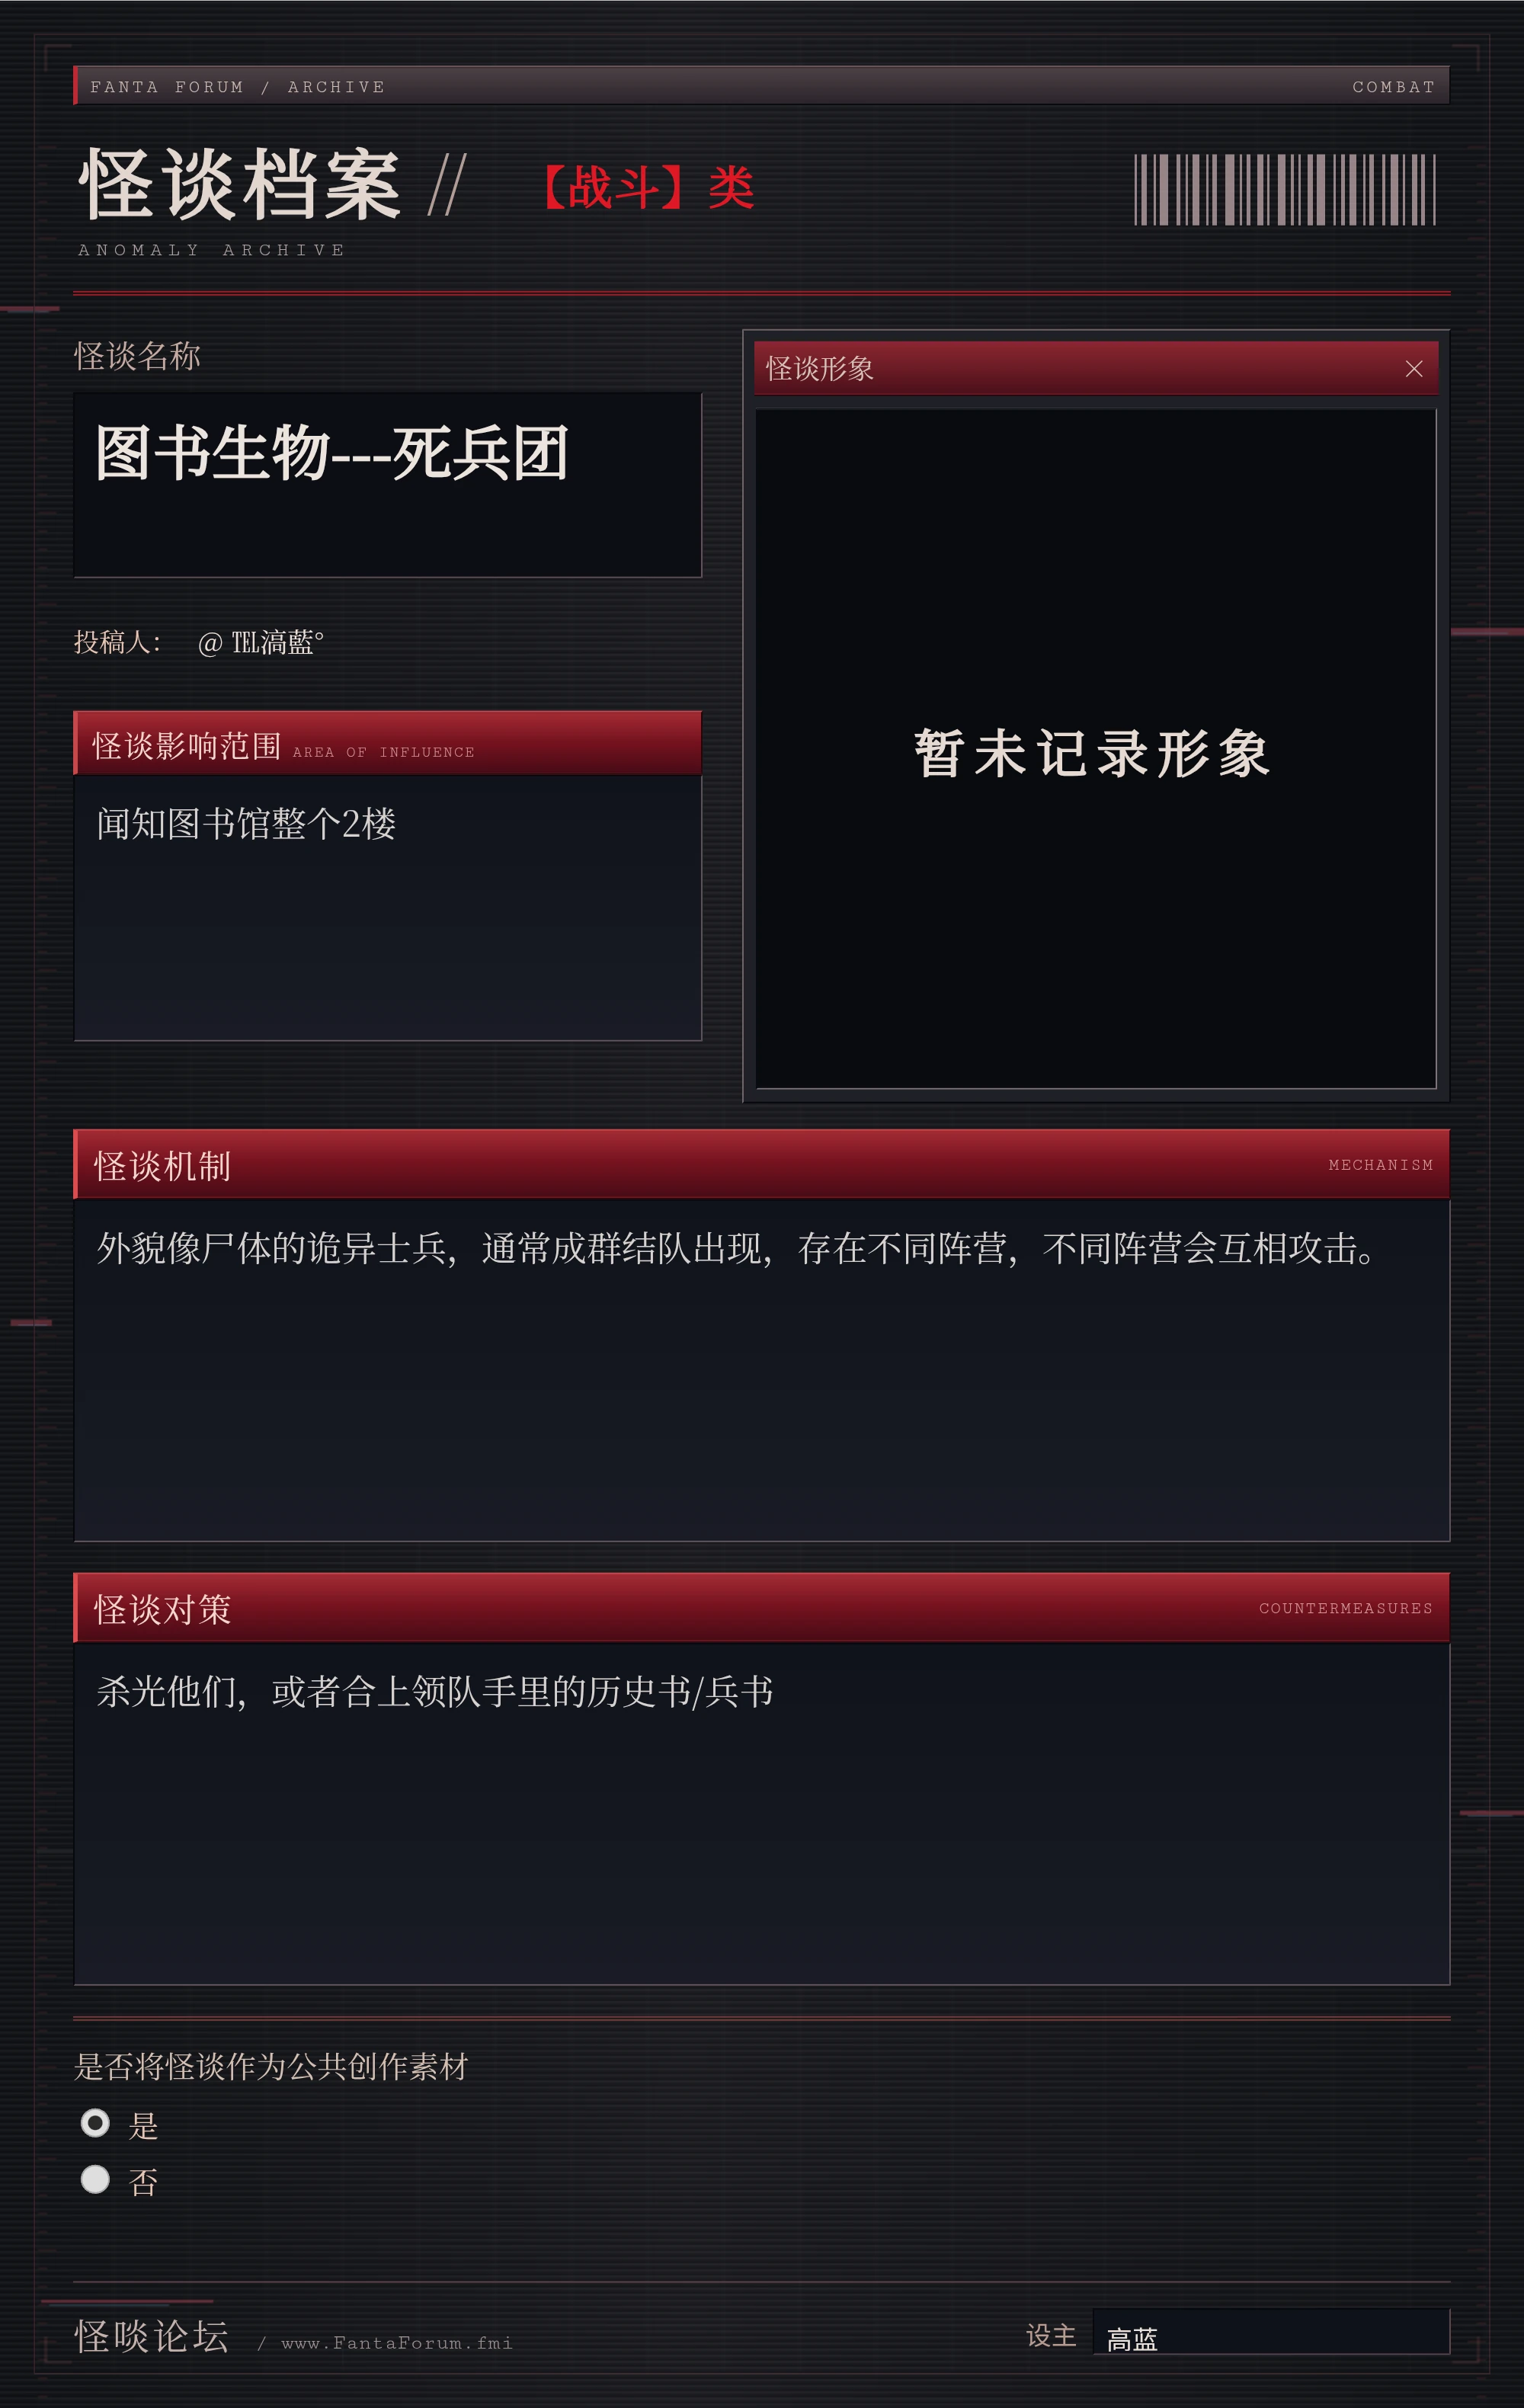 FANTA FORUM / ARCHIVE
COMBAT
怪谈档案 // 【战斗】类
ANOMALY ARCHIVE
怪谈名称
图书生物---死兵团
投稿人： @ TEL滈藍°
怪谈影响范围 AREA OF INFLUENCE
闻知图书馆整个2楼
怪谈形象 ×
暂未记录形象
怪谈机制
MECHANISM
外貌像尸体的诡异士兵，通常成群结队出现，存在不同阵营，不同阵营会互相攻击。
怪谈对策
COUNTERMEASURES
杀光他们，或者合上领队手里的历史书/兵书
是否将怪谈作为公共创作素材
是
否
怪啖论坛 / www.FantaForum.fmi
设主 高蓝